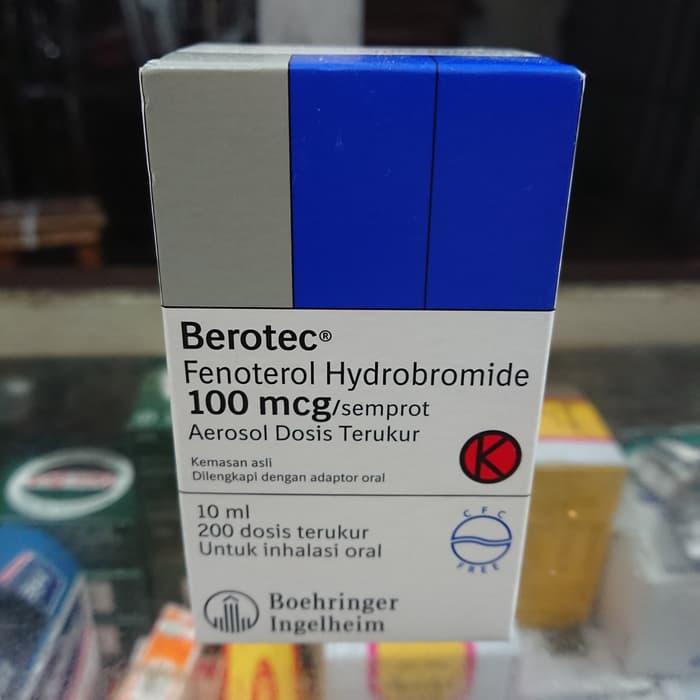 Berotec®
Fenoterol Hydrobromide
100 mcg/semprot
Aerosol Dosis Terukur
K
Kemasan asli
Dilengkapi dengan adaptor oral
10 ml
200 dosis terukur
Untuk inhalasi oral
CFC
FREE
Boehringer
Ingelheim